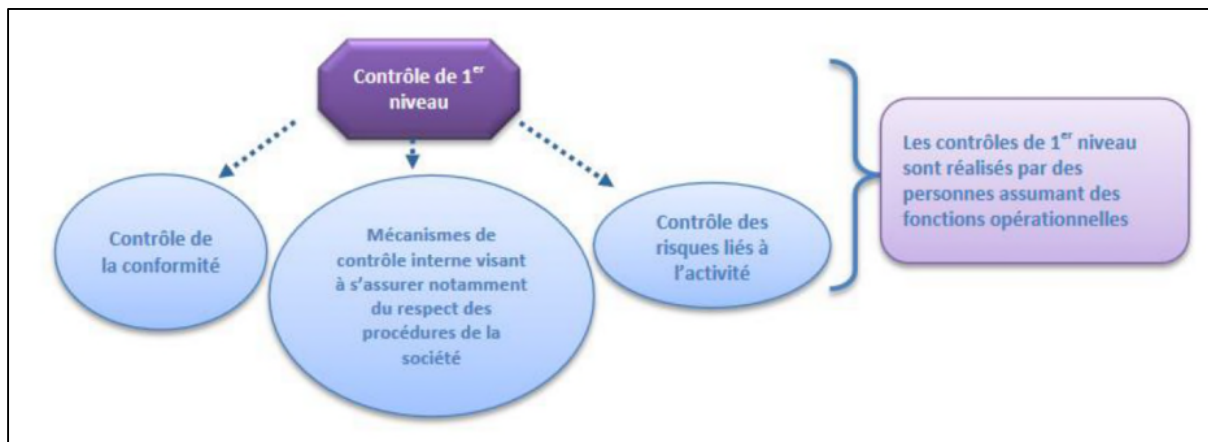 Contrôle de 1er
niveau
Contrôle de
la conformité
Mécanismes de
contrôle interne visant
à s’assurer notamment
du respect des
procédures de la
société
Contrôle des
risques liés à
l’activité
Les contrôles de 1er niveau
sont réalisés par des
personnes assumant des
fonctions opérationnelles